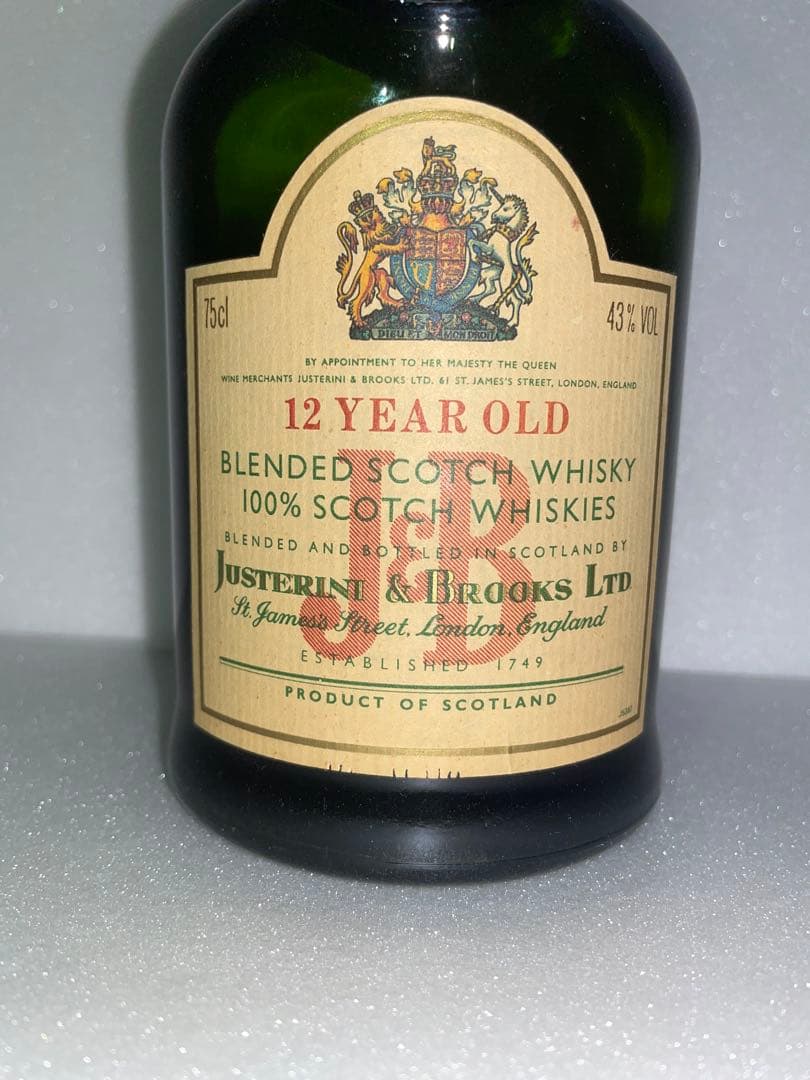 DIEU ET MON DROIT
75cl
43% VOL
BY APPOINTMENT TO HER MAJESTY THE QUEEN
WINE MERCHANTS JUSTERINI & BROOKS LTD. 61 ST. JAMES'S STREET, LONDON, ENGLAND
12 YEAR OLD
J&B
BLENDED SCOTCH WHISKY
100% SCOTCH WHISKIES
BLENDED AND BOTTLED IN SCOTLAND BY
JUSTERINI & BROOKS LTD
St. James's Street, London, England
ESTABLISHED 1749
PRODUCT OF SCOTLAND